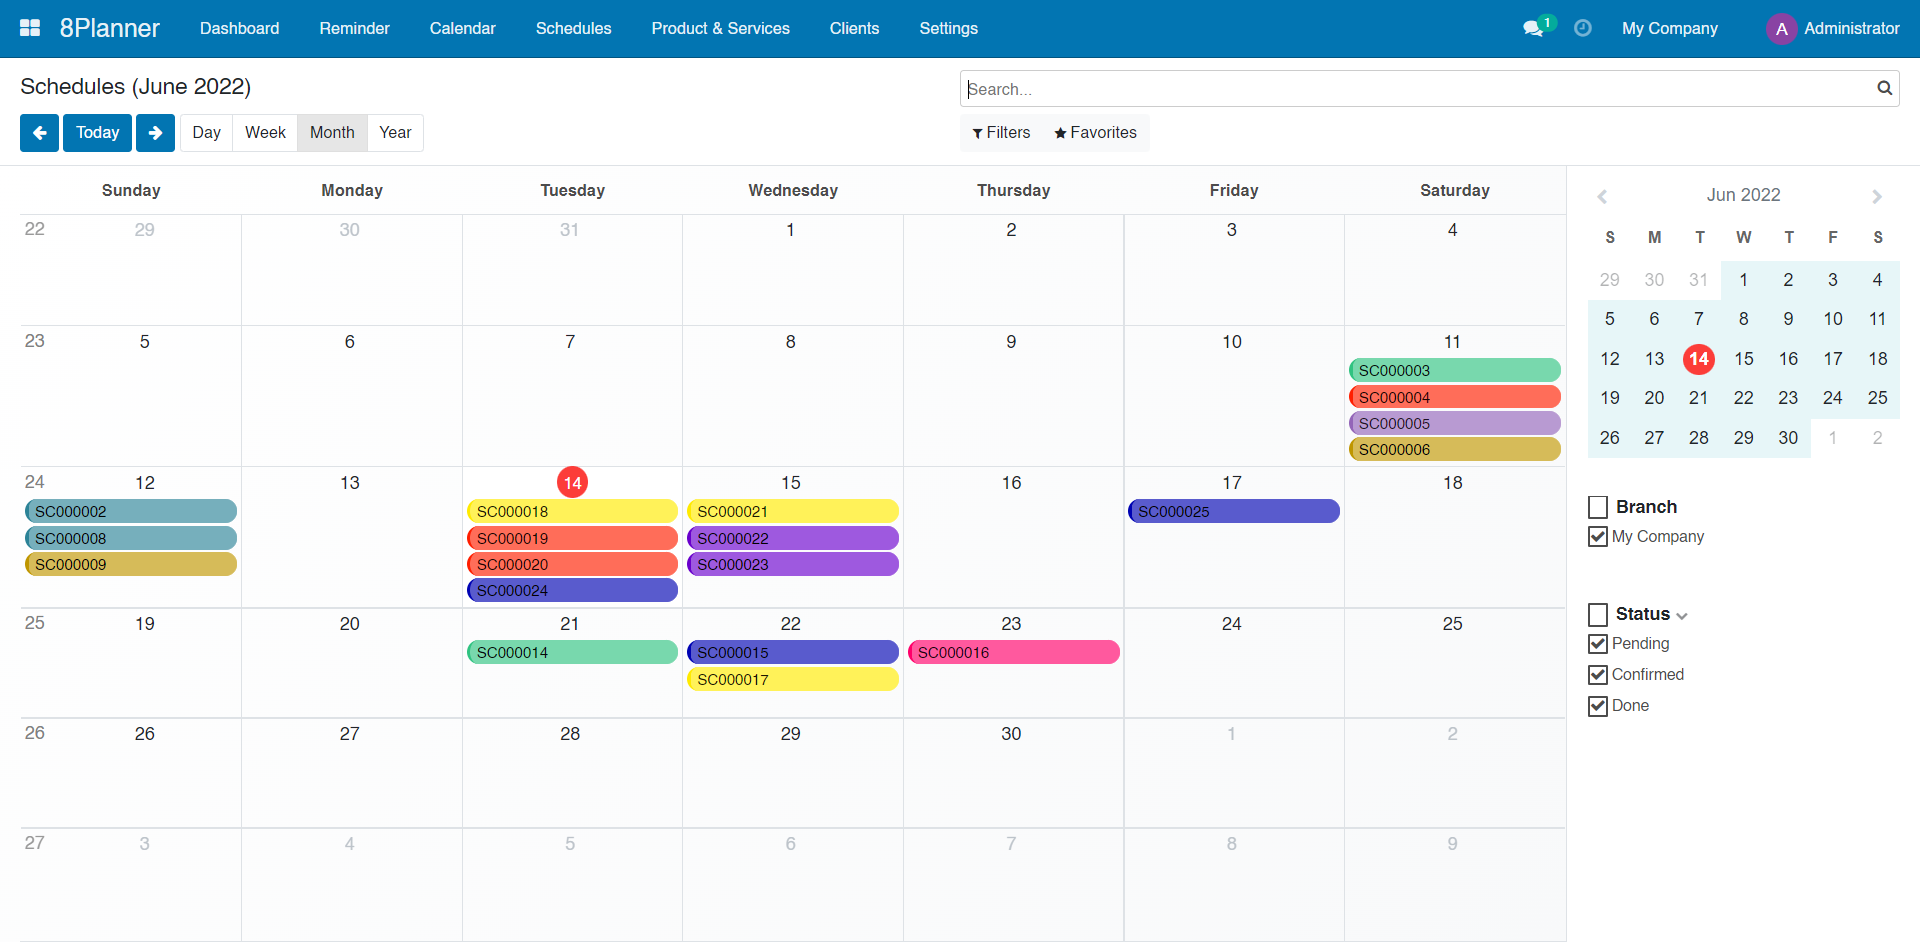 8Planner Dashboard Reminder Calendar Schedules Product & Services Clients Settings 1 My Company A Administrator
Schedules (June 2022)
Search...
Today Day Week Month Year
Filters Favorites
Sunday Monday Tuesday Wednesday Thursday Friday Saturday
22 29 30 31 1 2 3 4
23 5 6 7 8 9 10 11
SC000003
SC000004
SC000005
SC000006
24 12 13 14 15 16 17 18
SC000002 SC000018 SC000021 SC000025
SC000008 SC000019 SC000022
SC000009 SC000020 SC000023
SC000024
25 19 20 21 22 23 24 25
SC000014 SC000015 SC000016
SC000017
26 26 27 28 29 30 1 2
27 3 4 5 6 7 8 9
Jun 2022
S M T W T F S
29 30 31 1 2 3 4
5 6 7 8 9 10 11
12 13 14 15 16 17 18
19 20 21 22 23 24 25
26 27 28 29 30 1 2
Branch
My Company
Status
Pending
Confirmed
Done